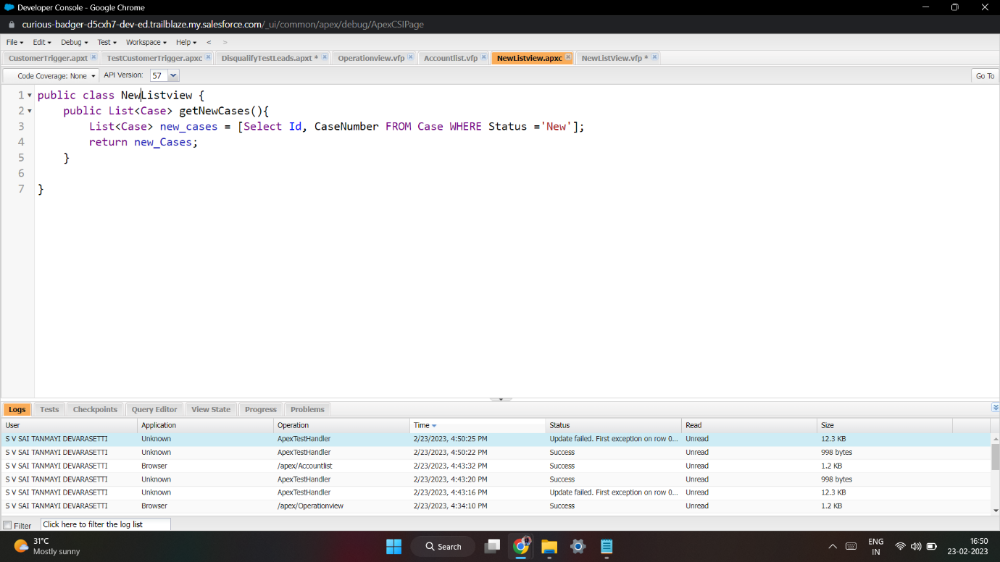 Developer Console - Google Chrome
curious-badger-d5cxh7-dev-ed.trailblaze.my.salesforce.com/_ui/common/apex/debug/ApexCSIPage
File Edit Debug Test Workspace Help < >
CustomerTrigger.apxt TestCustomerTrigger.apxc DisqualifyTestLeads.apxt * Operationview.vfp Accountlist.vfp NewListview.apxc NewListView.vfp *
Code Coverage: None API Version: 57 Go To
1 public class NewListview {
2 public List<Case> getNewCases(){
3 List<Case> new_cases = [Select Id, CaseNumber FROM Case WHERE Status ='New'];
4 return new_Cases;
5 }
6
7 }
Logs Tests Checkpoints Query Editor View State Progress Problems
User Application Operation Time Status Read Size
S V SAI TANMAYI DEVARASETTI Unknown ApexTestHandler 2/23/2023, 4:50:25 PM Update failed. First exception on row 0... Unread 12.3 KB
S V SAI TANMAYI DEVARASETTI Unknown ApexTestHandler 2/23/2023, 4:50:22 PM Success Unread 998 bytes
S V SAI TANMAYI DEVARASETTI Browser /apex/Accountlist 2/23/2023, 4:43:32 PM Success Unread 1.2 KB
S V SAI TANMAYI DEVARASETTI Unknown ApexTestHandler 2/23/2023, 4:43:20 PM Success Unread 998 bytes
S V SAI TANMAYI DEVARASETTI Unknown ApexTestHandler 2/23/2023, 4:43:16 PM Update failed. First exception on row 0... Unread 12.3 KB
S V SAI TANMAYI DEVARASETTI Browser /apex/Operationview 2/23/2023, 4:34:10 PM Success Unread 1.2 KB
Filter Click here to filter the log list
31°C
Mostly sunny
Search
ENG
IN
16:50
23-02-2023